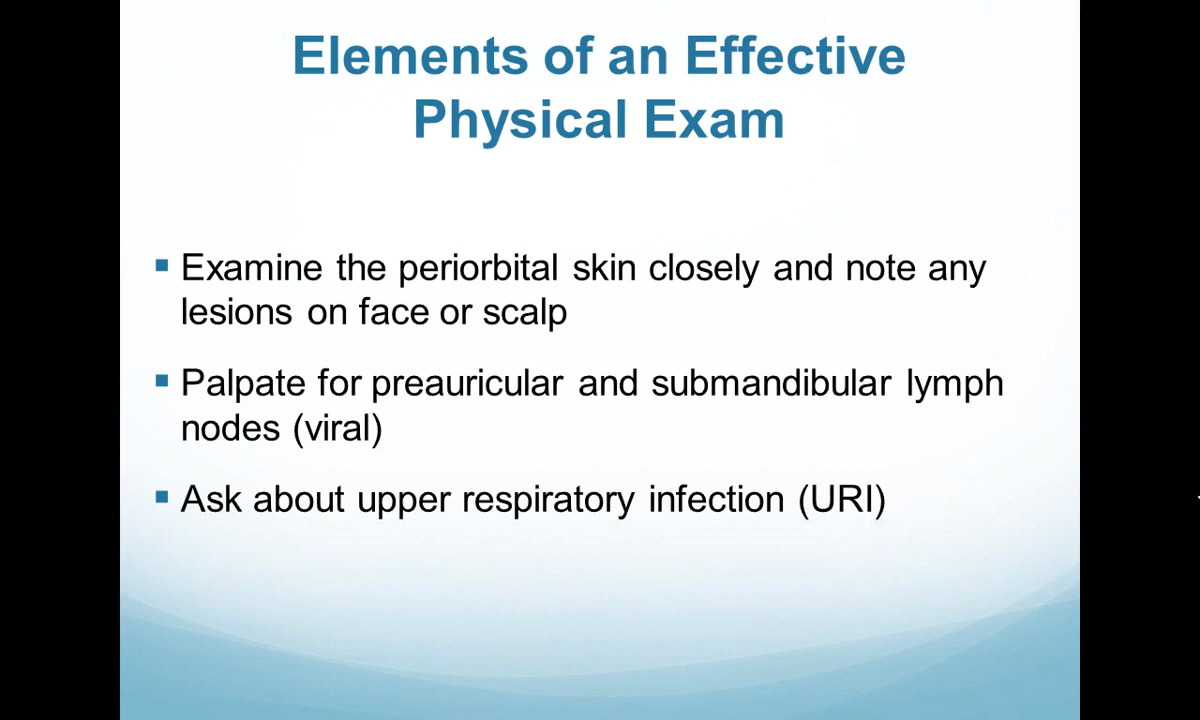 Elements of an Effective
Physical Exam
▪ Examine the periorbital skin closely and note any
lesions on face or scalp
▪ Palpate for preauricular and submandibular lymph
nodes (viral)
▪ Ask about upper respiratory infection (URI)